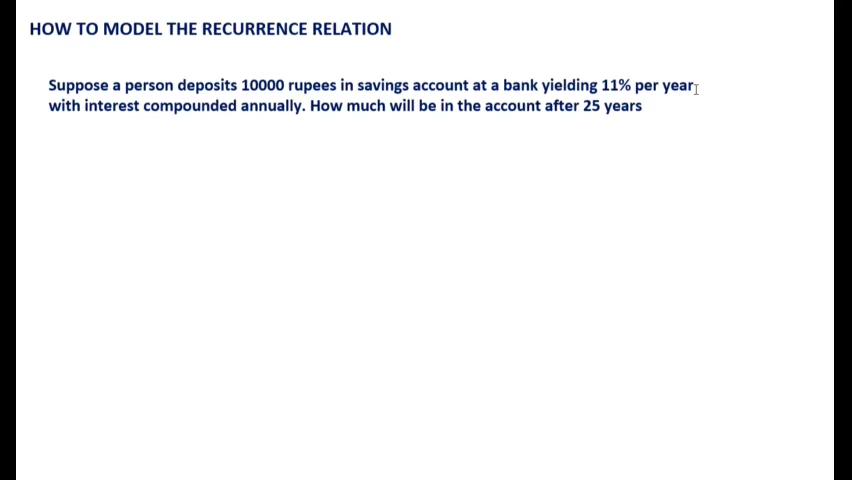 HOW TO MODEL THE RECURRENCE RELATION
Suppose a person deposits 10000 rupees in savings account at a bank yielding 11% per year
with interest compounded annually. How much will be in the account after 25 years